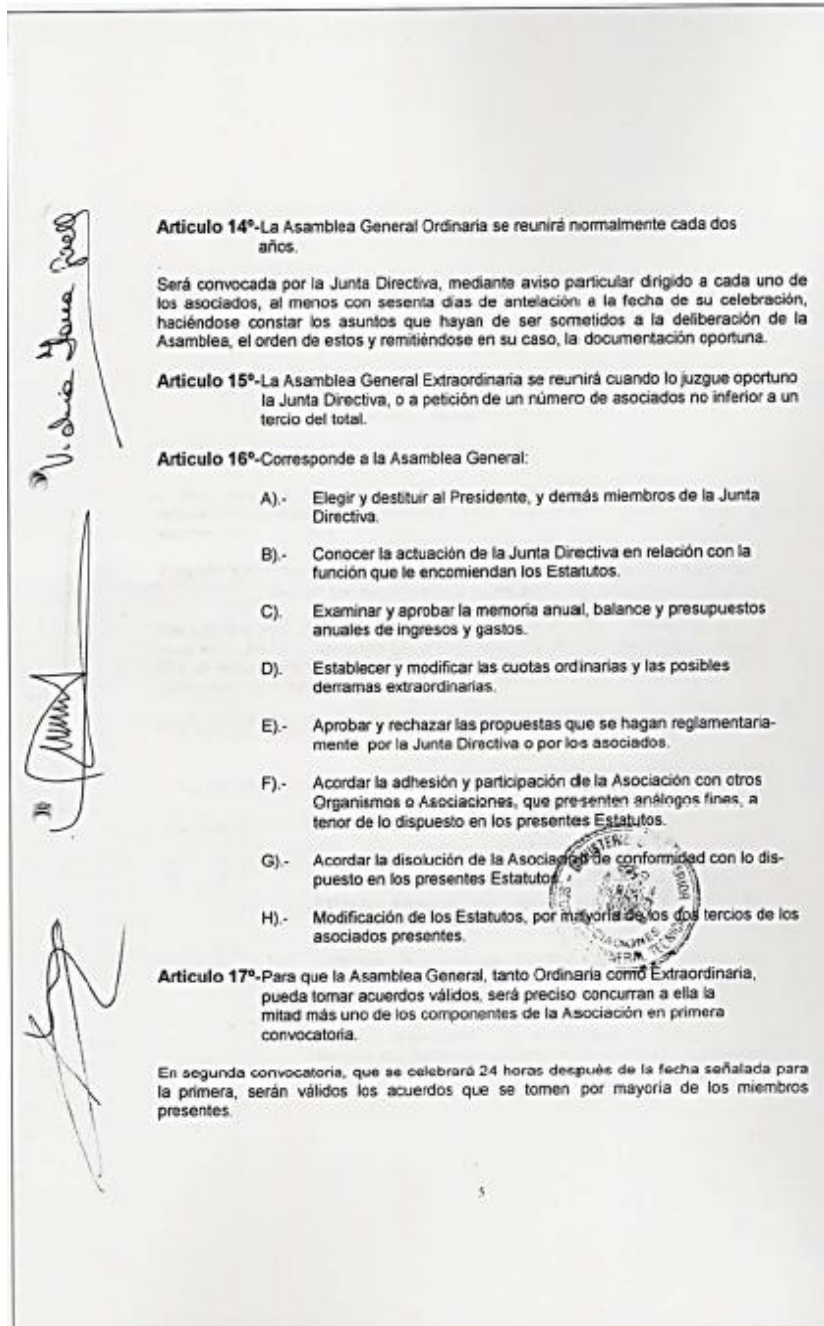 Articulo 14º-La Asamblea General Ordinaria se reunirá normalmente cada dos
años.
Será convocada por la Junta Directiva, mediante aviso particular dirigido a cada uno de
los asociados, al menos con sesenta días de antelación a la fecha de su celebración,
haciéndose constar los asuntos que hayan de ser sometidos a la deliberación de la
Asamblea, el orden de estos y remitiéndose en su caso, la documentación oportuna.
Articulo 15º-La Asamblea General Extraordinaria se reunirá cuando lo juzgue oportuno
la Junta Directiva, o a petición de un número de asociados no inferior a un
tercio del total.
Articulo 16º-Corresponde a la Asamblea General:
A).- Elegir y destituir al Presidente, y demás miembros de la Junta
Directiva.
B).- Conocer la actuación de la Junta Directiva en relación con la
función que le encomiendan los Estatutos.
C). Examinar y aprobar la memoria anual, balance y presupuestos
anuales de ingresos y gastos.
D). Establecer y modificar las cuotas ordinarias y las posibles
derramas extraordinarias.
E).- Aprobar y rechazar las propuestas que se hagan reglamentaria-
mente por la Junta Directiva o por los asociados.
F).- Acordar la adhesión y participación de la Asociación con otros
Organismos o Asociaciones, que presenten análogos fines, a
tenor de lo dispuesto en los presentes Estatutos.
G).- Acordar la disolución de la Asociación de conformidad con lo dis-
puesto en los presentes Estatutos.
H).- Modificación de los Estatutos, por mayoría de los dos tercios de los
asociados presentes.
Articulo 17º-Para que la Asamblea General, tanto Ordinaria como Extraordinaria,
pueda tomar acuerdos válidos, será preciso concurran a ella la
mitad más uno de los componentes de la Asociación en primera
convocatoria.
En segunda convocatoria, que se celebrará 24 horas después de la fecha señalada para
la primera, serán válidos los acuerdos que se tomen por mayoría de los miembros
presentes.
5